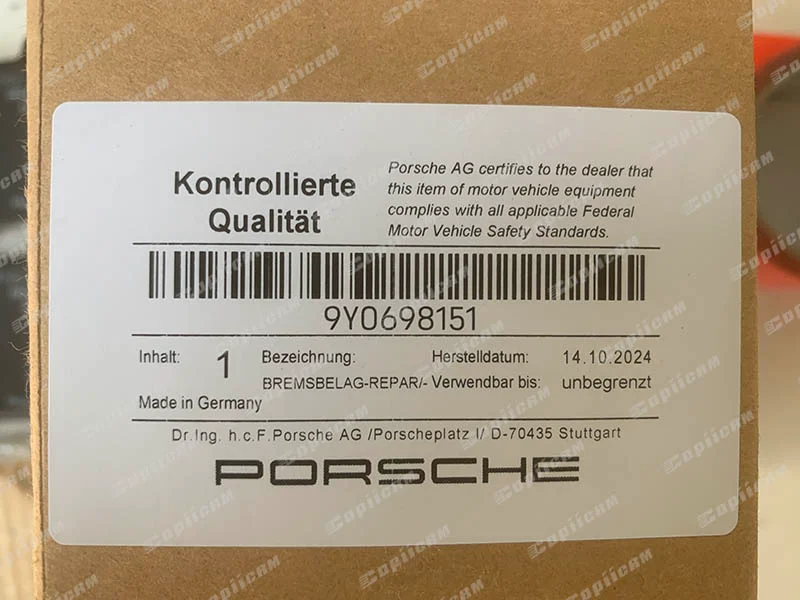 Kontrollierte
Qualität
Porsche AG certifies to the dealer that
this item of motor vehicle equipment
complies with all applicable Federal
Motor Vehicle Safety Standards.
9Y0698151
Inhalt: 1 Bezeichnung: Herstelldatum: 14.10.2024
BREMSBELAG-REPAR/- Verwendbar bis: unbegrenzt
Made in Germany
Dr.Ing. h.c.F.Porsche AG /Porscheplatz I/ D-70435 Stuttgart
PORSCHE
Copiicam